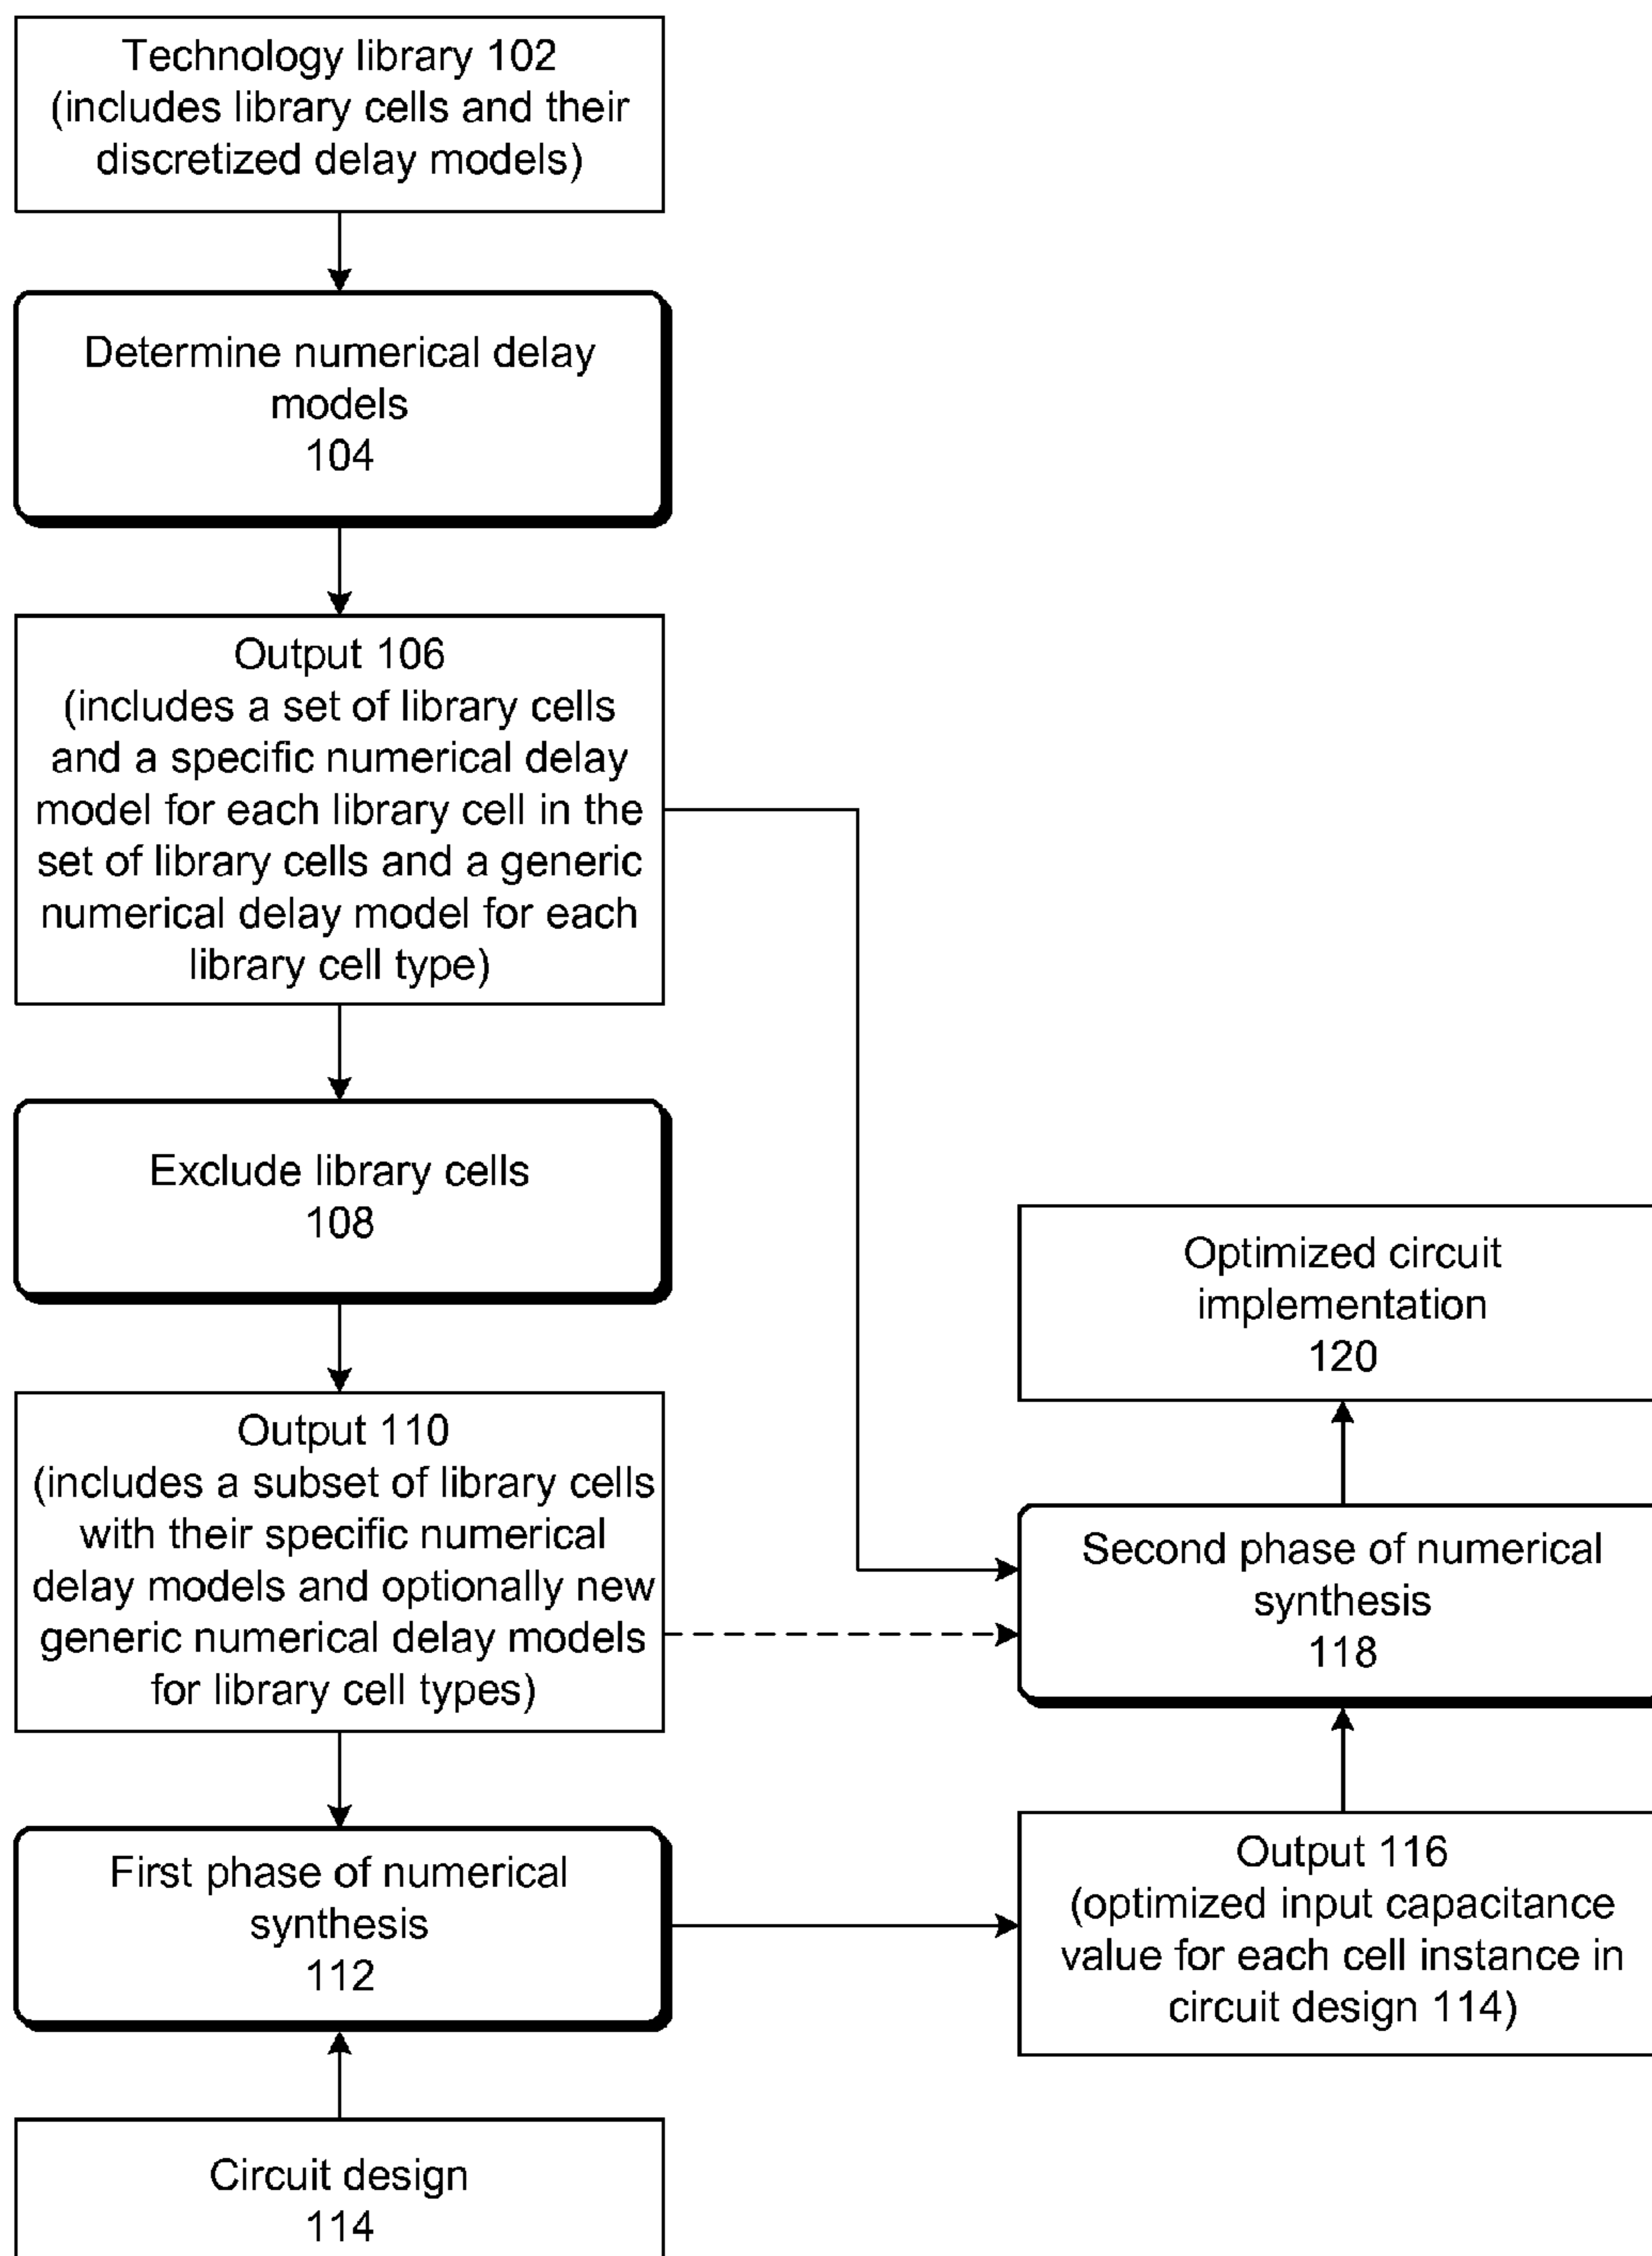 Technology library 102
(includes library cells and their
discretized delay models)
Determine numerical delay
models
104
Output 106
(includes a set of library cells
and a specific numerical delay
model for each library cell in the
set of library cells and a generic
numerical delay model for each
library cell type)
Exclude library cells
108
Output 110
(includes a subset of library cells
with their specific numerical
delay models and optionally new
generic numerical delay models
for library cell types)
First phase of numerical
synthesis
112
Circuit design
114
Optimized circuit
implementation
120
Second phase of numerical
synthesis
118
Output 116
(optimized input capacitance
value for each cell instance in
circuit design 114)